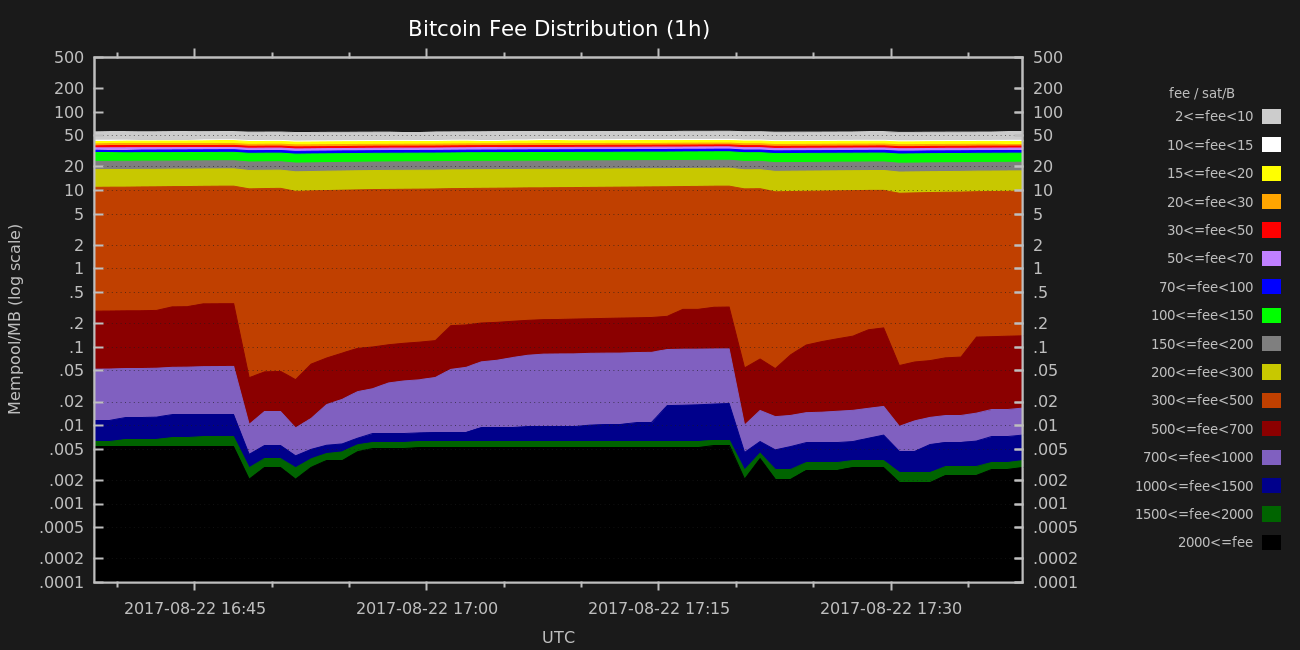 Bitcoin Fee Distribution (1h)
Mempool/MB (log scale)
500
200
100
50
20
10
5
2
1
.5
.2
.1
.05
.02
.01
.005
.002
.001
.0005
.0002
.0001
500
200
100
50
20
10
5
2
1
.5
.2
.1
.05
.02
.01
.005
.002
.001
.0005
.0002
.0001
fee / sat/B
2<=fee<10
10<=fee<15
15<=fee<20
20<=fee<30
30<=fee<50
50<=fee<70
70<=fee<100
100<=fee<150
150<=fee<200
200<=fee<300
300<=fee<500
500<=fee<700
700<=fee<1000
1000<=fee<1500
1500<=fee<2000
2000<=fee
2017-08-22 16:45 2017-08-22 17:00 2017-08-22 17:15 2017-08-22 17:30
UTC